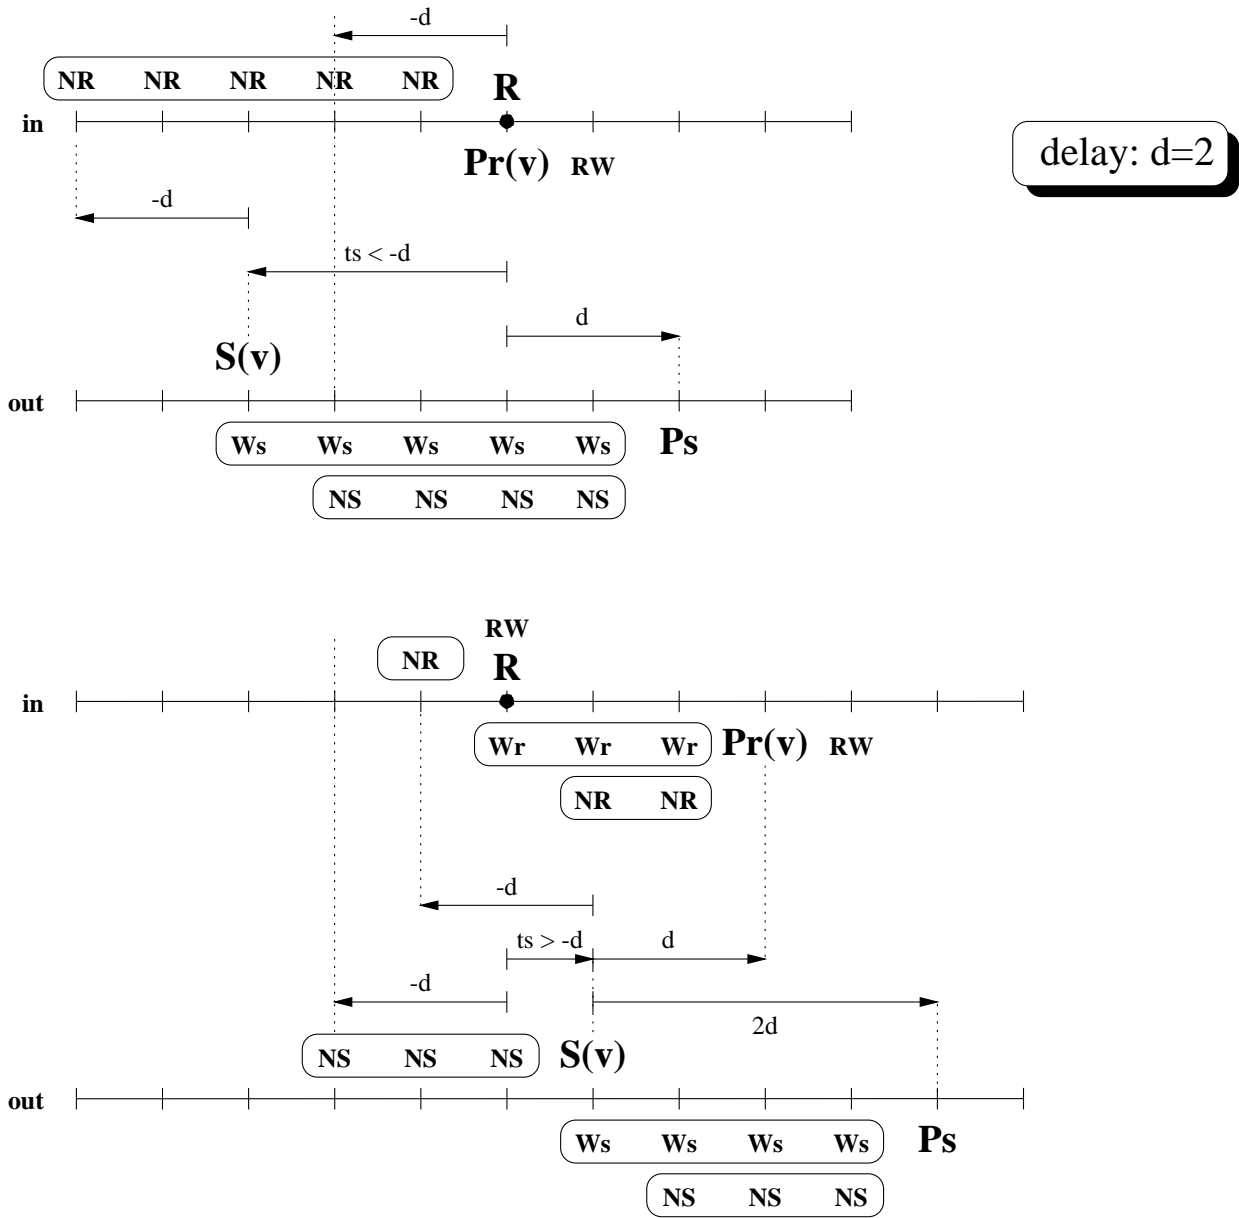 -d
NR NR NR NR NR R
in
delay: d=2
Pr(v) RW
-d
ts < -d
d
S(v)
out
Ws Ws Ws Ws Ws Ps
NS NS NS NS
RW
NR R
in
Wr Wr Wr Pr(v) RW
NR NR
-d
ts > -d d
-d
2d
NS NS NS S(v)
out
Ws Ws Ws Ws Ps
NS NS NS